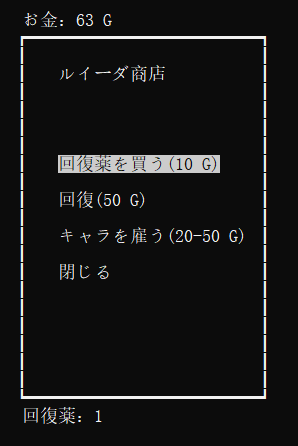 お金: 63 G
ルイーダ商店
回復薬を買う(10 G)
回復(50 G)
キャラを雇う(20-50 G)
閉じる
回復薬: 1